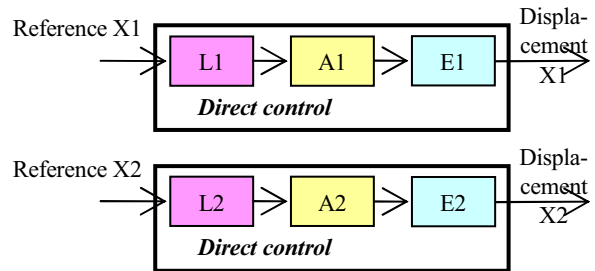 Reference X1
L1
A1
E1
Displa-
cement
X1
Direct control
Reference X2
L2
A2
E2
Displa-
cement
X2
Direct control